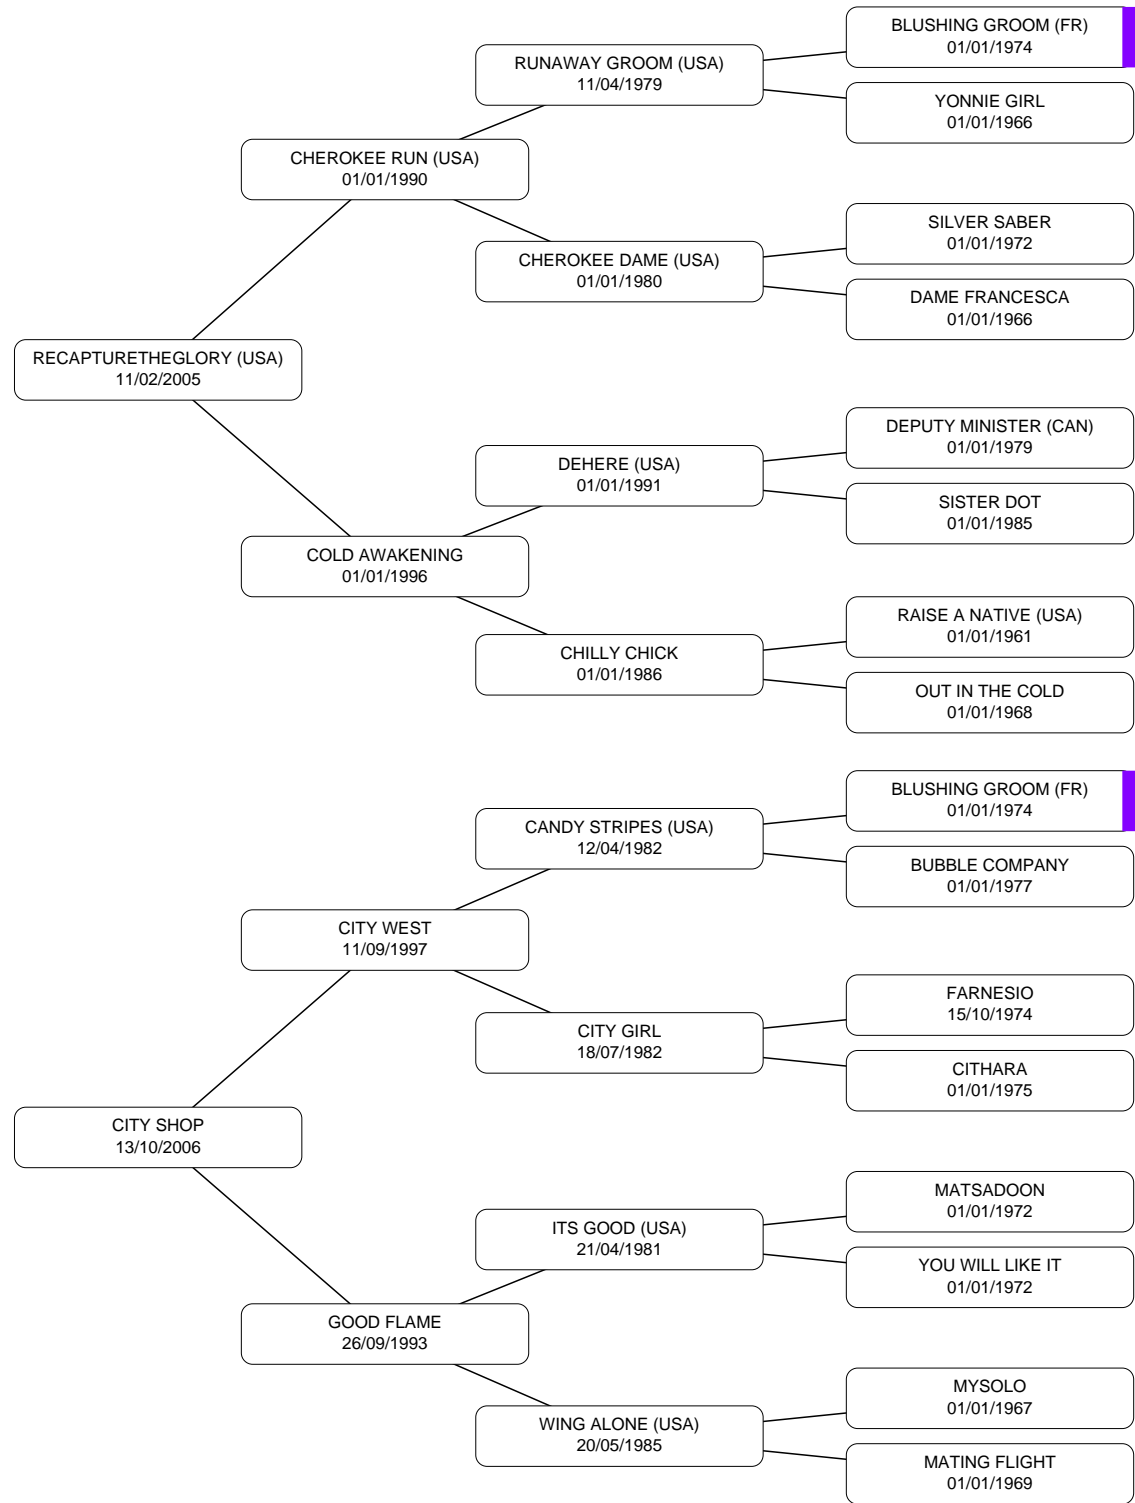 BLUSHING GROOM (FR)
01/01/1974
RUNAWAY GROOM (USA)
11/04/1979
YONNIE GIRL
01/01/1966
CHEROKEE RUN (USA)
01/01/1990
SILVER SABER
01/01/1972
CHEROKEE DAME (USA)
01/01/1980
DAME FRANCESCA
01/01/1966
RECAPTURETHEGLORY (USA)
11/02/2005
DEPUTY MINISTER (CAN)
01/01/1979
DEHERE (USA)
01/01/1991
SISTER DOT
01/01/1985
COLD AWAKENING
01/01/1996
RAISE A NATIVE (USA)
01/01/1961
CHILLY CHICK
01/01/1986
OUT IN THE COLD
01/01/1968
BLUSHING GROOM (FR)
01/01/1974
CANDY STRIPES (USA)
12/04/1982
BUBBLE COMPANY
01/01/1977
CITY WEST
11/09/1997
FARNESIO
15/10/1974
CITY GIRL
18/07/1982
CITHARA
01/01/1975
CITY SHOP
13/10/2006
MATSADOON
01/01/1972
ITS GOOD (USA)
21/04/1981
YOU WILL LIKE IT
01/01/1972
GOOD FLAME
26/09/1993
MYSOLO
01/01/1967
WING ALONE (USA)
20/05/1985
MATING FLIGHT
01/01/1969